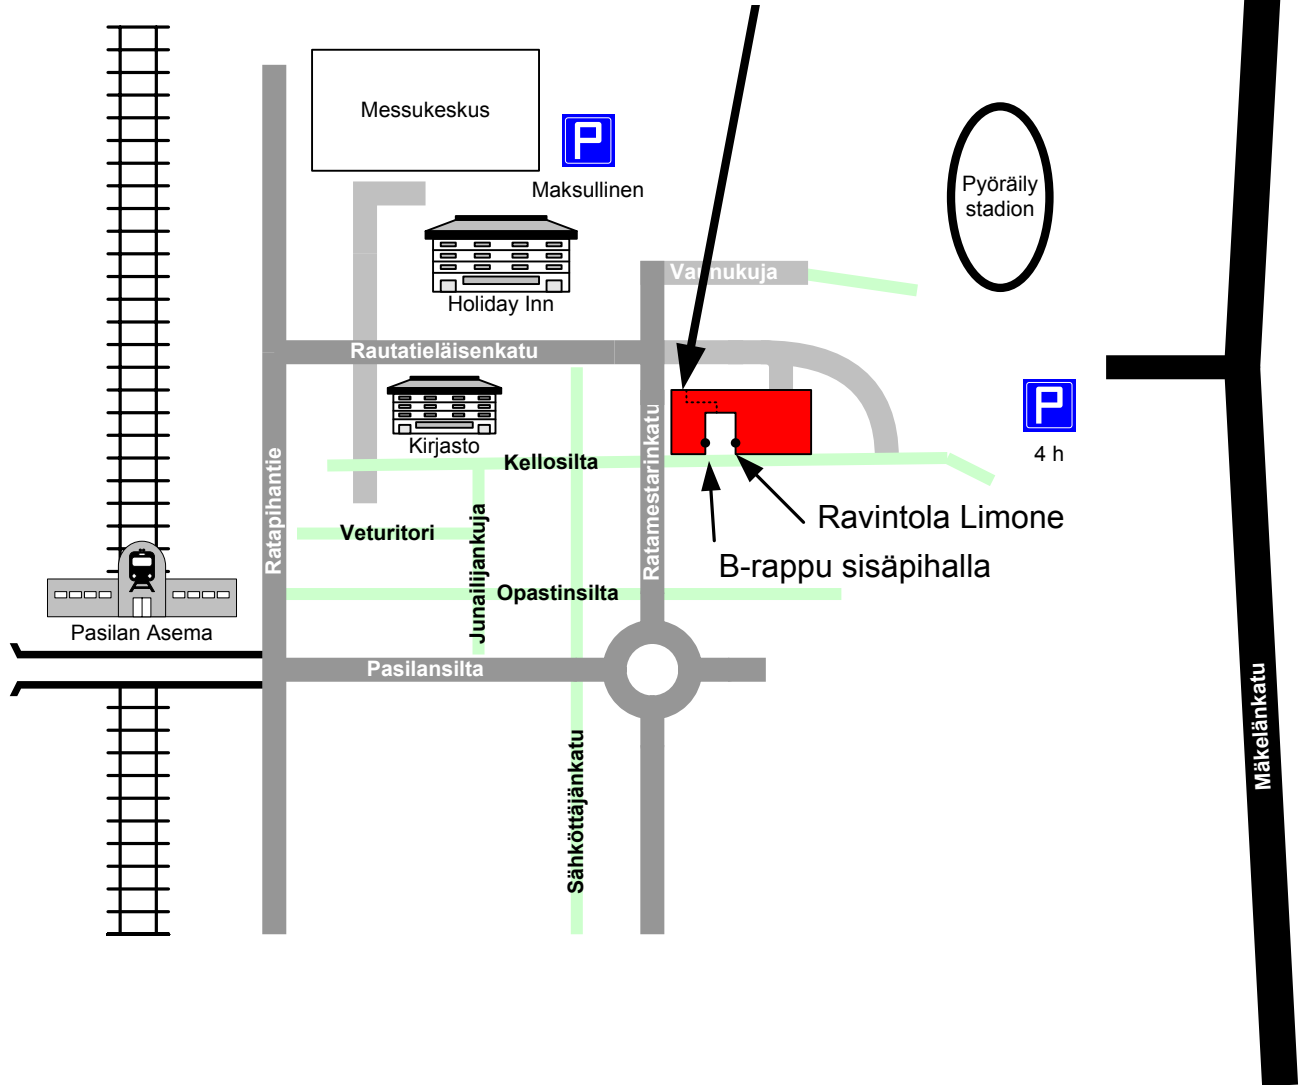 Messukeskus
P
Maksullinen
Pyöräily
stadion
Vaunukuja
Holiday Inn
Rautatieläisenkatu
P
4 h
Kirjasto
Kellosilta
Ratapihantie
Ratamestarinkatu
Junailijankuja
Veturitori
Ravintola Limone
B-rappu sisäpihalla
Opastinsilta
Pasilan Asema
Pasilansilta
Mäkelänkatu
Sähköttäjänkatu